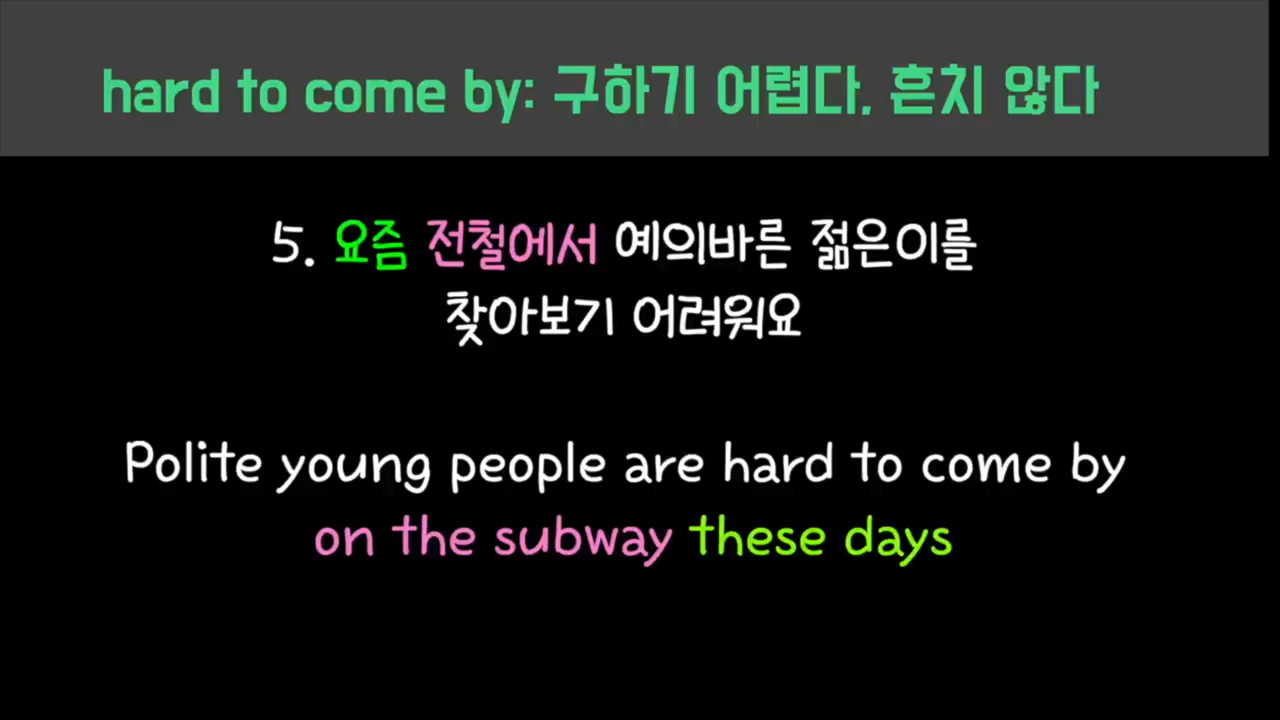 hard to come by: 구하기 어렵다, 흔치 않다
5. 요즘 전철에서 예의바른 젊은이를
찾아보기 어려워요
Polite young people are hard to come by
on the subway these days